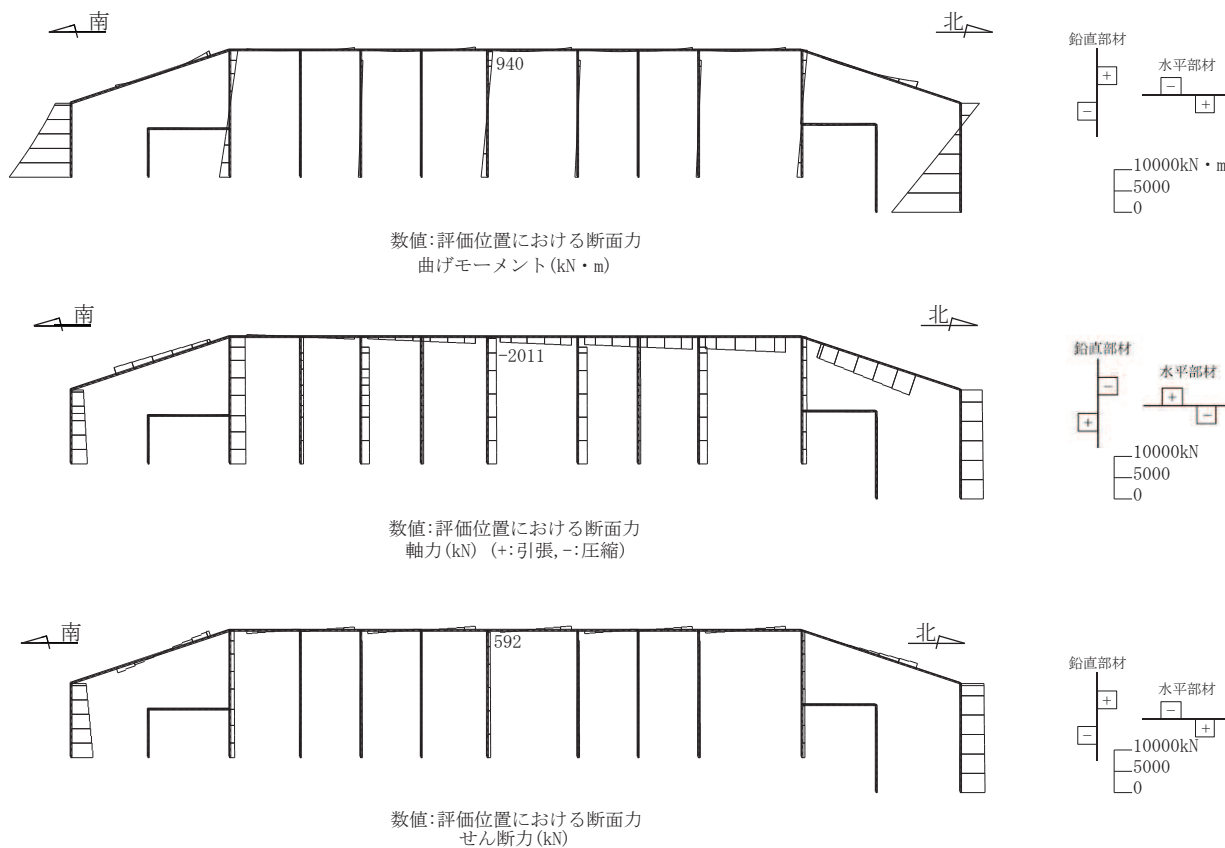 南
北
940
鉛直部材
+
−
水平部材
−
+
10000kN・m
5000
0
数値:評価位置における断面力
曲げモーメント(kN・m)
南
北
-2011
鉛直部材
−
+
水平部材
+
−
10000kN
5000
0
数値:評価位置における断面力
軸力(kN) (+:引張,-:圧縮)
南
北
592
鉛直部材
+
−
水平部材
−
+
10000kN
5000
0
数値:評価位置における断面力
せん断力(kN)